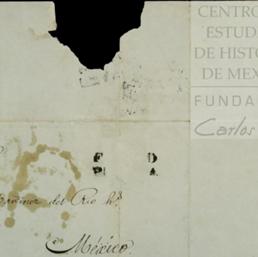 CENTRO
ESTUD
DE HISTO
DE MEX
FUNDA
Carlos
F D
del Rio h.s
México.